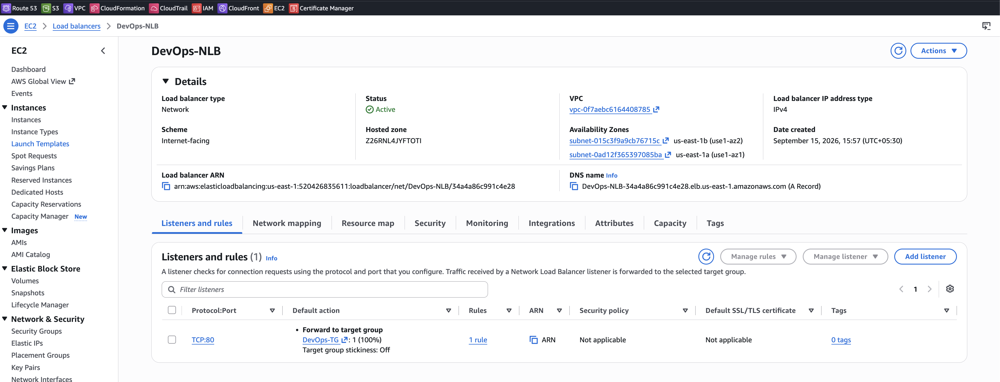 Route 53 S3 VPC CloudFormation CloudTrail IAM CloudFront EC2 Certificate Manager
EC2 Load balancers DevOps-NLB
EC2
Dashboard
AWS Global View
Events
Instances
Instances
Instance Types
Launch Templates
Spot Requests
Savings Plans
Reserved Instances
Dedicated Hosts
Capacity Reservations
Capacity Manager New
Images
AMIs
AMI Catalog
Elastic Block Store
Volumes
Snapshots
Lifecycle Manager
Network & Security
Security Groups
Elastic IPs
Placement Groups
Key Pairs
Network Interfaces
DevOps-NLB
Actions
Details
Load balancer type
Network
Status
Active
VPC
vpc-0f7aebc6164408785
Load balancer IP address type
IPv4
Scheme
Internet-facing
Hosted zone
Z26RNL4JYFTOTI
Availability Zones
subnet-015c3f9a9cb76715c us-east-1b (use1-az2)
subnet-0ad12f365397085ba us-east-1a (use1-az1)
Date created
September 15, 2026, 15:57 (UTC+05:30)
Load balancer ARN
arn:aws:elasticloadbalancing:us-east-1:520426835611:loadbalancer/net/DevOps-NLB/34a4a86c991c4e28
DNS name Info
DevOps-NLB-34a4a86c991c4e28.elb.us-east-1.amazonaws.com (A Record)
Listeners and rules Network mapping Resource map Security Monitoring Integrations Attributes Capacity Tags
Listeners and rules (1) Info
Manage rules Manage listener Add listener
A listener checks for connection requests using the protocol and port that you configure. Traffic received by a Network Load Balancer listener is forwarded to the selected target group.
Filter listeners
1
Protocol:Port Default action Rules ARN Security policy Default SSL/TLS certificate Tags
• Forward to target group
TCP:80 DevOps-TG : 1 (100%) 1 rule ARN Not applicable Not applicable 0 tags
Target group stickiness: Off